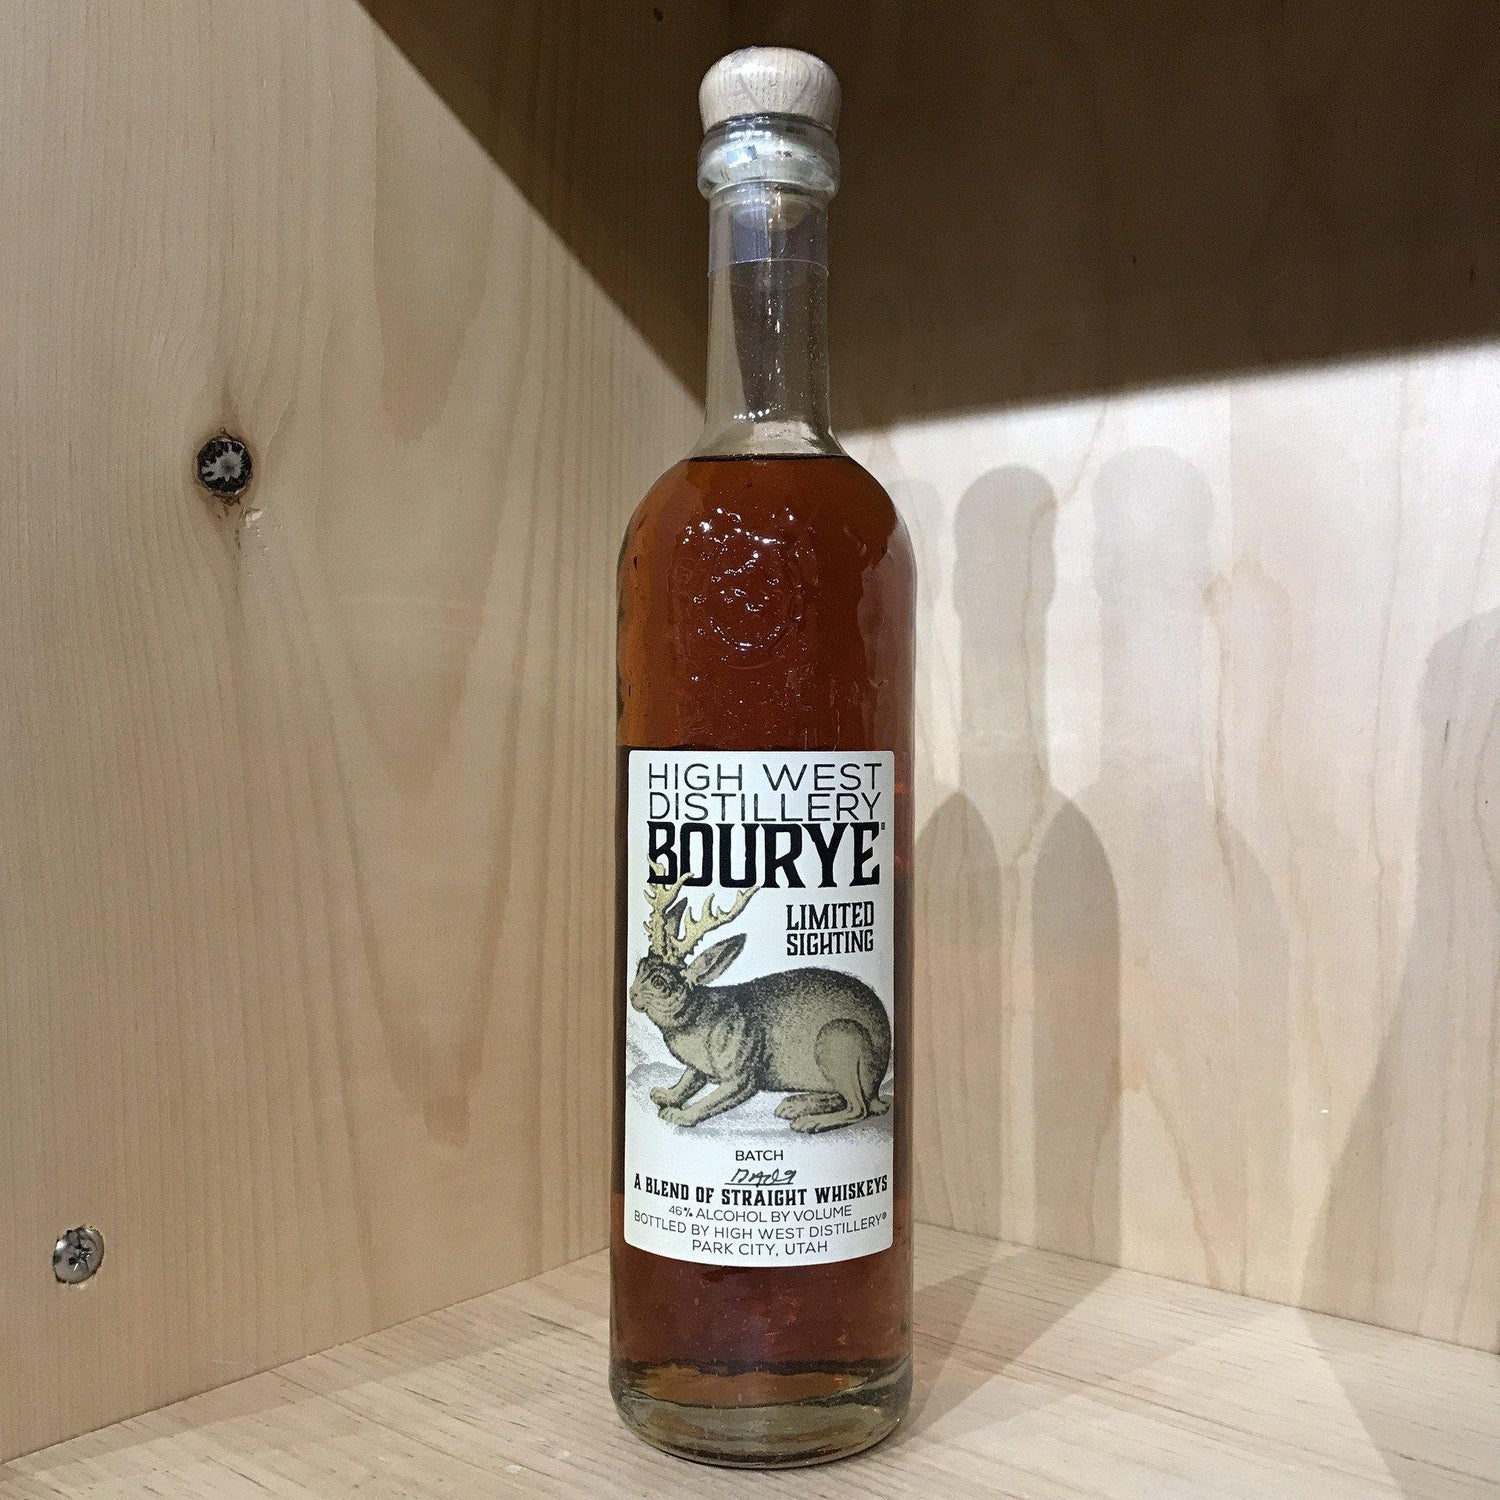 HIGH WEST
DISTILLERY
BOURYE®
LIMITED
SIGHTING
BATCH
A BLEND OF STRAIGHT WHISKEYS
46% ALCOHOL BY VOLUME
BOTTLED BY HIGH WEST DISTILLERY®
PARK CITY, UTAH